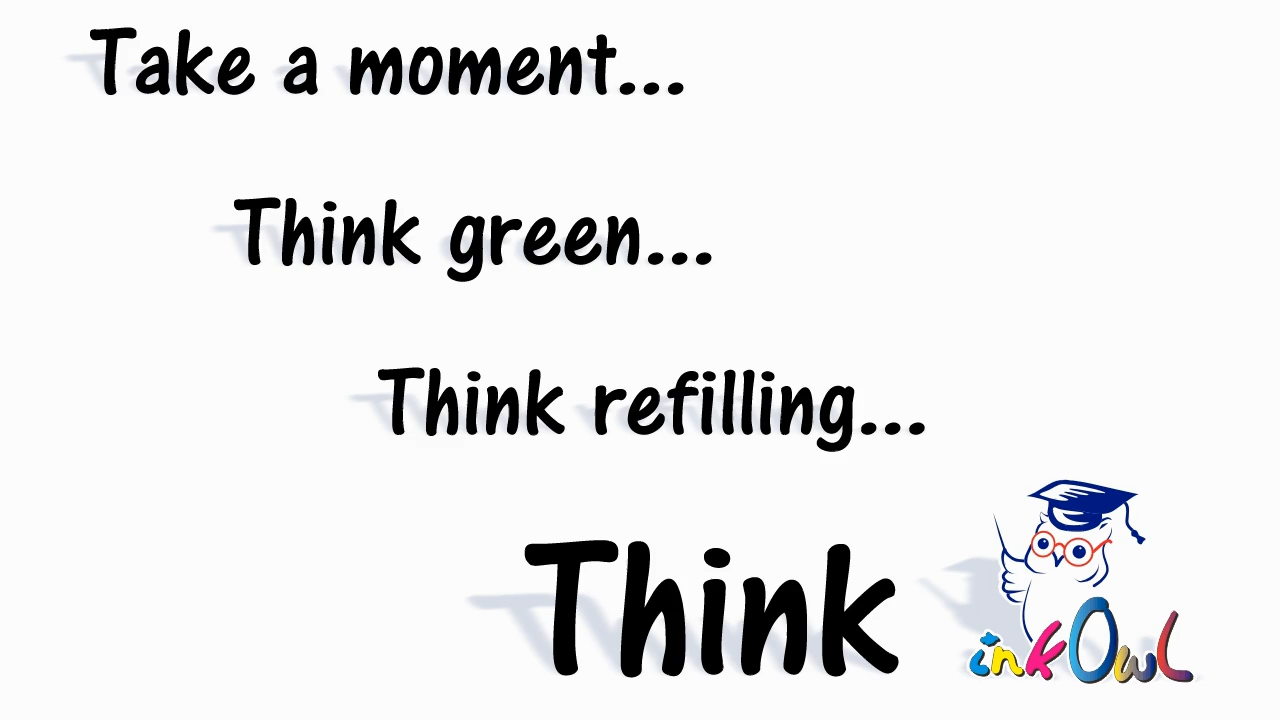 Take a moment...
Think green...
Think refilling...
Think inkOwl